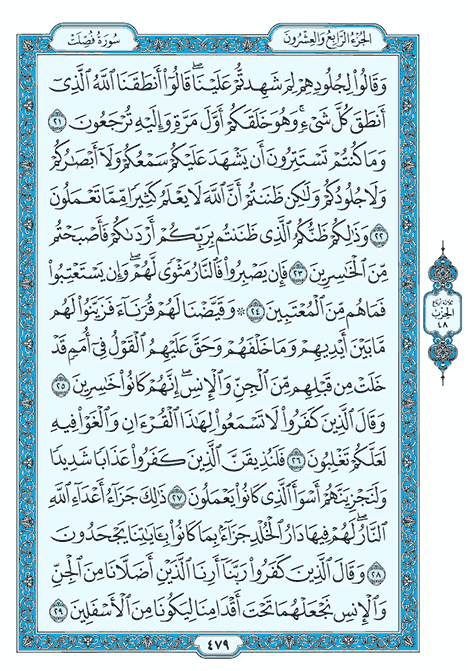 سورة فصلت
الجزء الرابع والعشرون
وَقَالُوا۟ لِجُلُودِهِمْ لِمَ شَهِدتُّمْ عَلَيْنَا ۖ قَالُوٓا۟ أَنطَقَنَا ٱللَّهُ ٱلَّذِىٓ
أَنطَقَ كُلَّ شَىْءٍ وَهُوَ خَلَقَكُمْ أَوَّلَ مَرَّةٍ وَإِلَيْهِ تُرْجَعُونَ ٢١
وَمَا كُنتُمْ تَسْتَتِرُونَ أَن يَشْهَدَ عَلَيْكُمْ سَمْعُكُمْ وَلَآ أَبْصَٰرُكُمْ
وَلَا جُلُودُكُمْ وَلَٰكِن ظَنَنتُمْ أَنَّ ٱللَّهَ لَا يَعْلَمُ كَثِيرًا مِّمَّا تَعْمَلُونَ
٢٢ وَذَٰلِكُمْ ظَنُّكُمُ ٱلَّذِى ظَنَنتُم بِرَبِّكُمْ أَرْدَىٰكُمْ فَأَصْبَحْتُم
مِّنَ ٱلْخَٰسِرِينَ ٢٣ فَإِن يَصْبِرُوا۟ فَٱلنَّارُ مَثْوًى لَّهُمْ ۖ وَإِن يَسْتَعْتِبُوا۟
فَمَا هُم مِّنَ ٱلْمُعْتَبِينَ ٢٤ ۞ وَقَيَّضْنَا لَهُمْ قُرَنَآءَ فَزَيَّنُوا۟ لَهُم
مَّا بَيْنَ أَيْدِيهِمْ وَمَا خَلْفَهُمْ وَحَقَّ عَلَيْهِمُ ٱلْقَوْلُ فِىٓ أُمَمٍ قَدْ
خَلَتْ مِن قَبْلِهِم مِّنَ ٱلْجِنِّ وَٱلْإِنسِ ۖ إِنَّهُمْ كَانُوا۟ خَٰسِرِينَ ٢٥
وَقَالَ ٱلَّذِينَ كَفَرُوا۟ لَا تَسْمَعُوا۟ لِهَٰذَا ٱلْقُرْءَانِ وَٱلْغَوْا۟ فِيهِ
لَعَلَّكُمْ تَغْلِبُونَ ٢٦ فَلَنُذِيقَنَّ ٱلَّذِينَ كَفَرُوا۟ عَذَابًا شَدِيدًا
وَلَنَجْزِيَنَّهُمْ أَسْوَأَ ٱلَّذِى كَانُوا۟ يَعْمَلُونَ ٢٧ ذَٰلِكَ جَزَآءُ أَعْدَآءِ ٱللَّهِ
ٱلنَّارُ ۖ لَهُمْ فِيهَا دَارُ ٱلْخُلْدِ ۖ جَزَآءًۢ بِمَا كَانُوا۟ بِـَٔايَٰتِنَا يَجْحَدُونَ
٢٨ وَقَالَ ٱلَّذِينَ كَفَرُوا۟ رَبَّنَآ أَرِنَا ٱلَّذَيْنِ أَضَلَّانَا مِنَ ٱلْجِنِّ
وَٱلْإِنسِ نَجْعَلْهُمَا تَحْتَ أَقْدَامِنَا لِيَكُونَا مِنَ ٱلْأَسْفَلِينَ ٢٩
الحزب
٤٨
٤٧٩